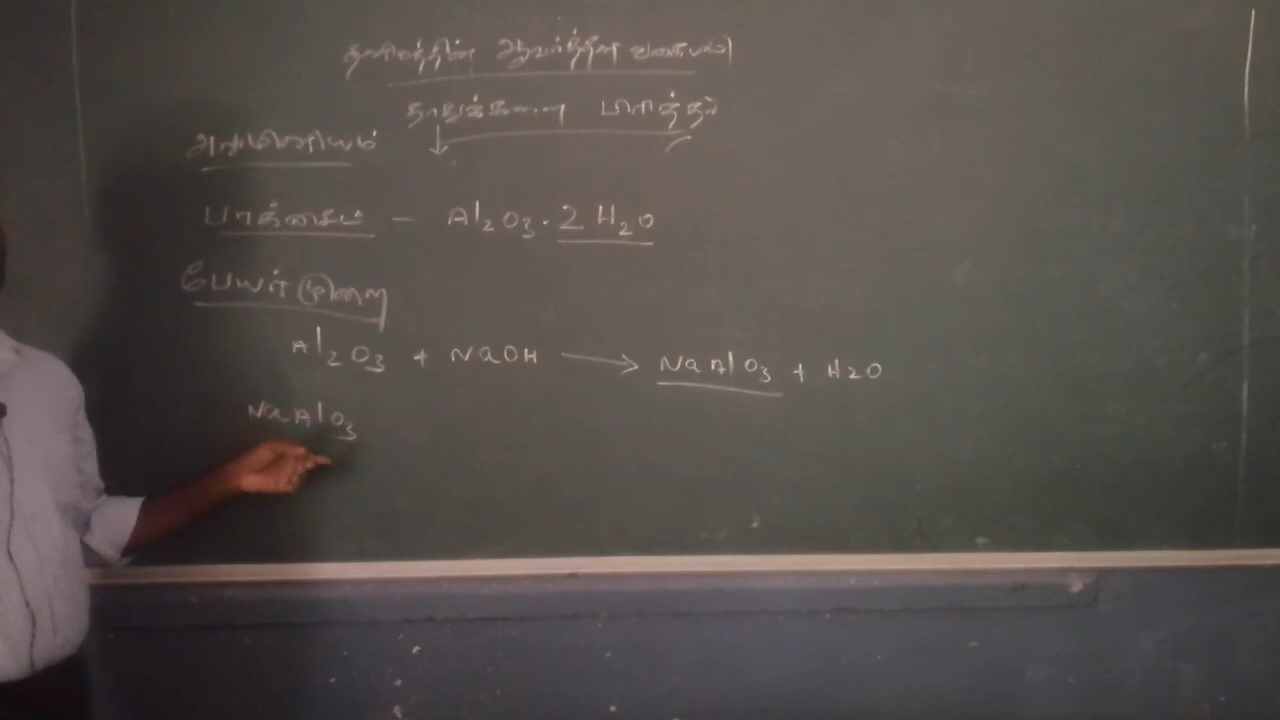 தனிமத்தின் ஆவர்த்தன வகைபாடு
தாதுக்களை பிரித்தல்
அலுமினியம்
பாக்சைட் – Al₂O₃·2H₂O
பேயர் முறை
Al₂O₃ + NaOH ⟶ NaAlO₃ + H₂O
NaAlO₃